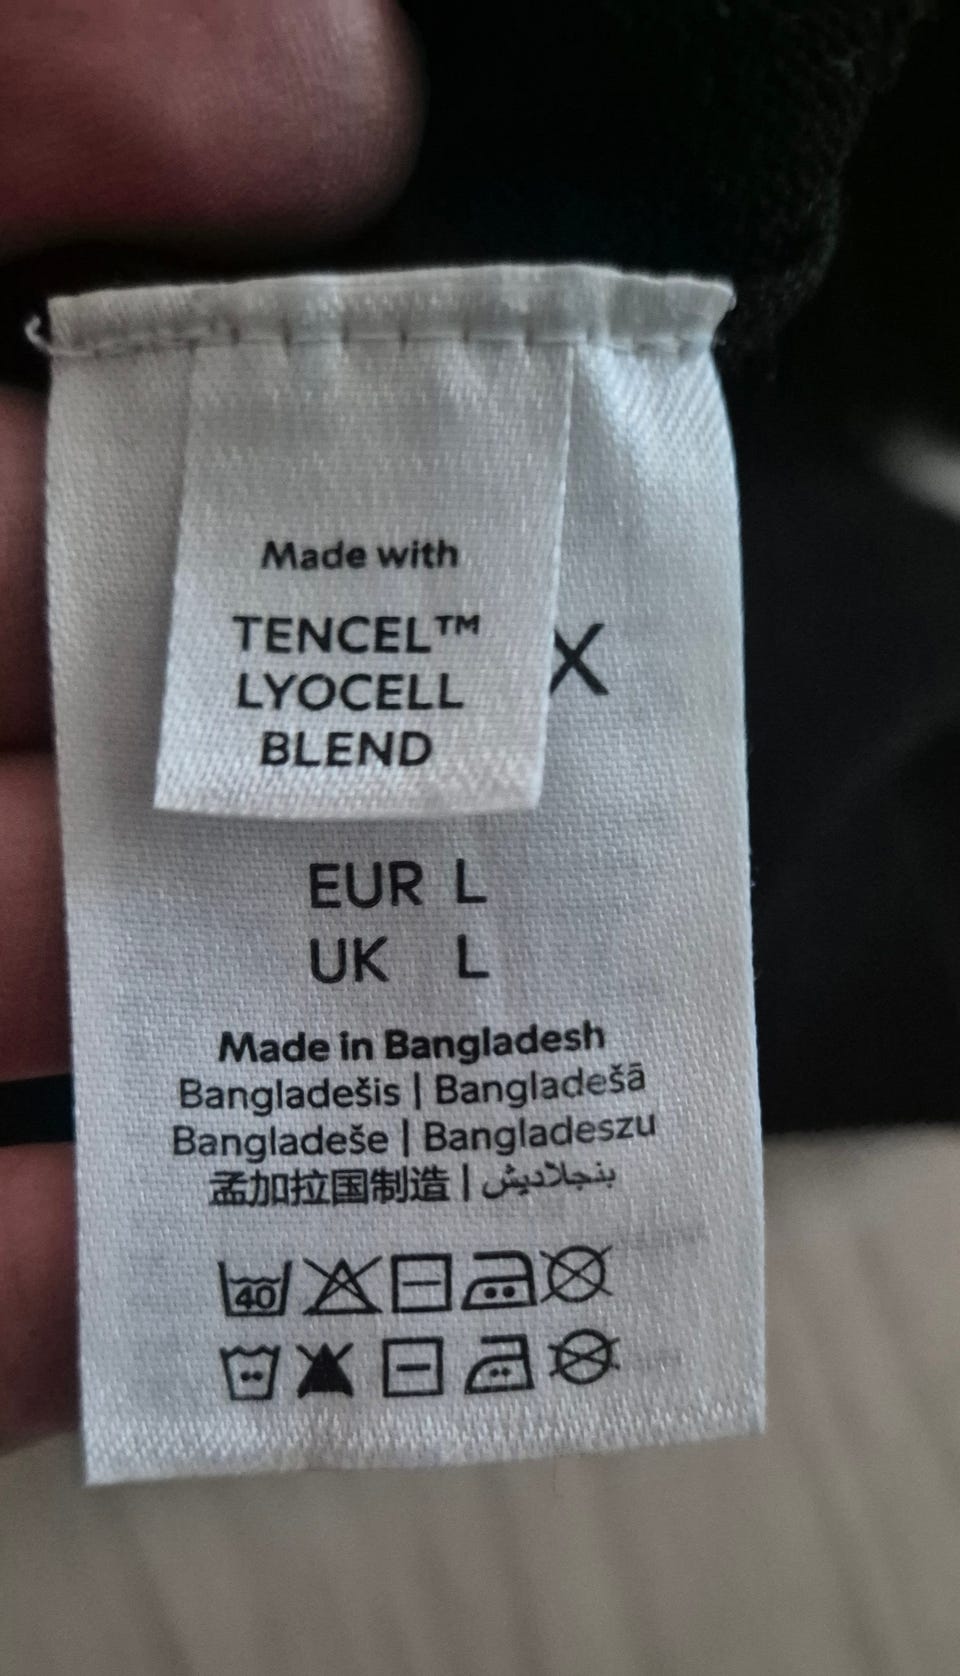 Made with
TENCEL™
LYOCELL
BLEND
X
EUR L
UK L
Made in Bangladesh
Bangladešis | Bangladešā
Bangladeše | Bangladeszu
孟加拉国制造 | بنجلاديش
40